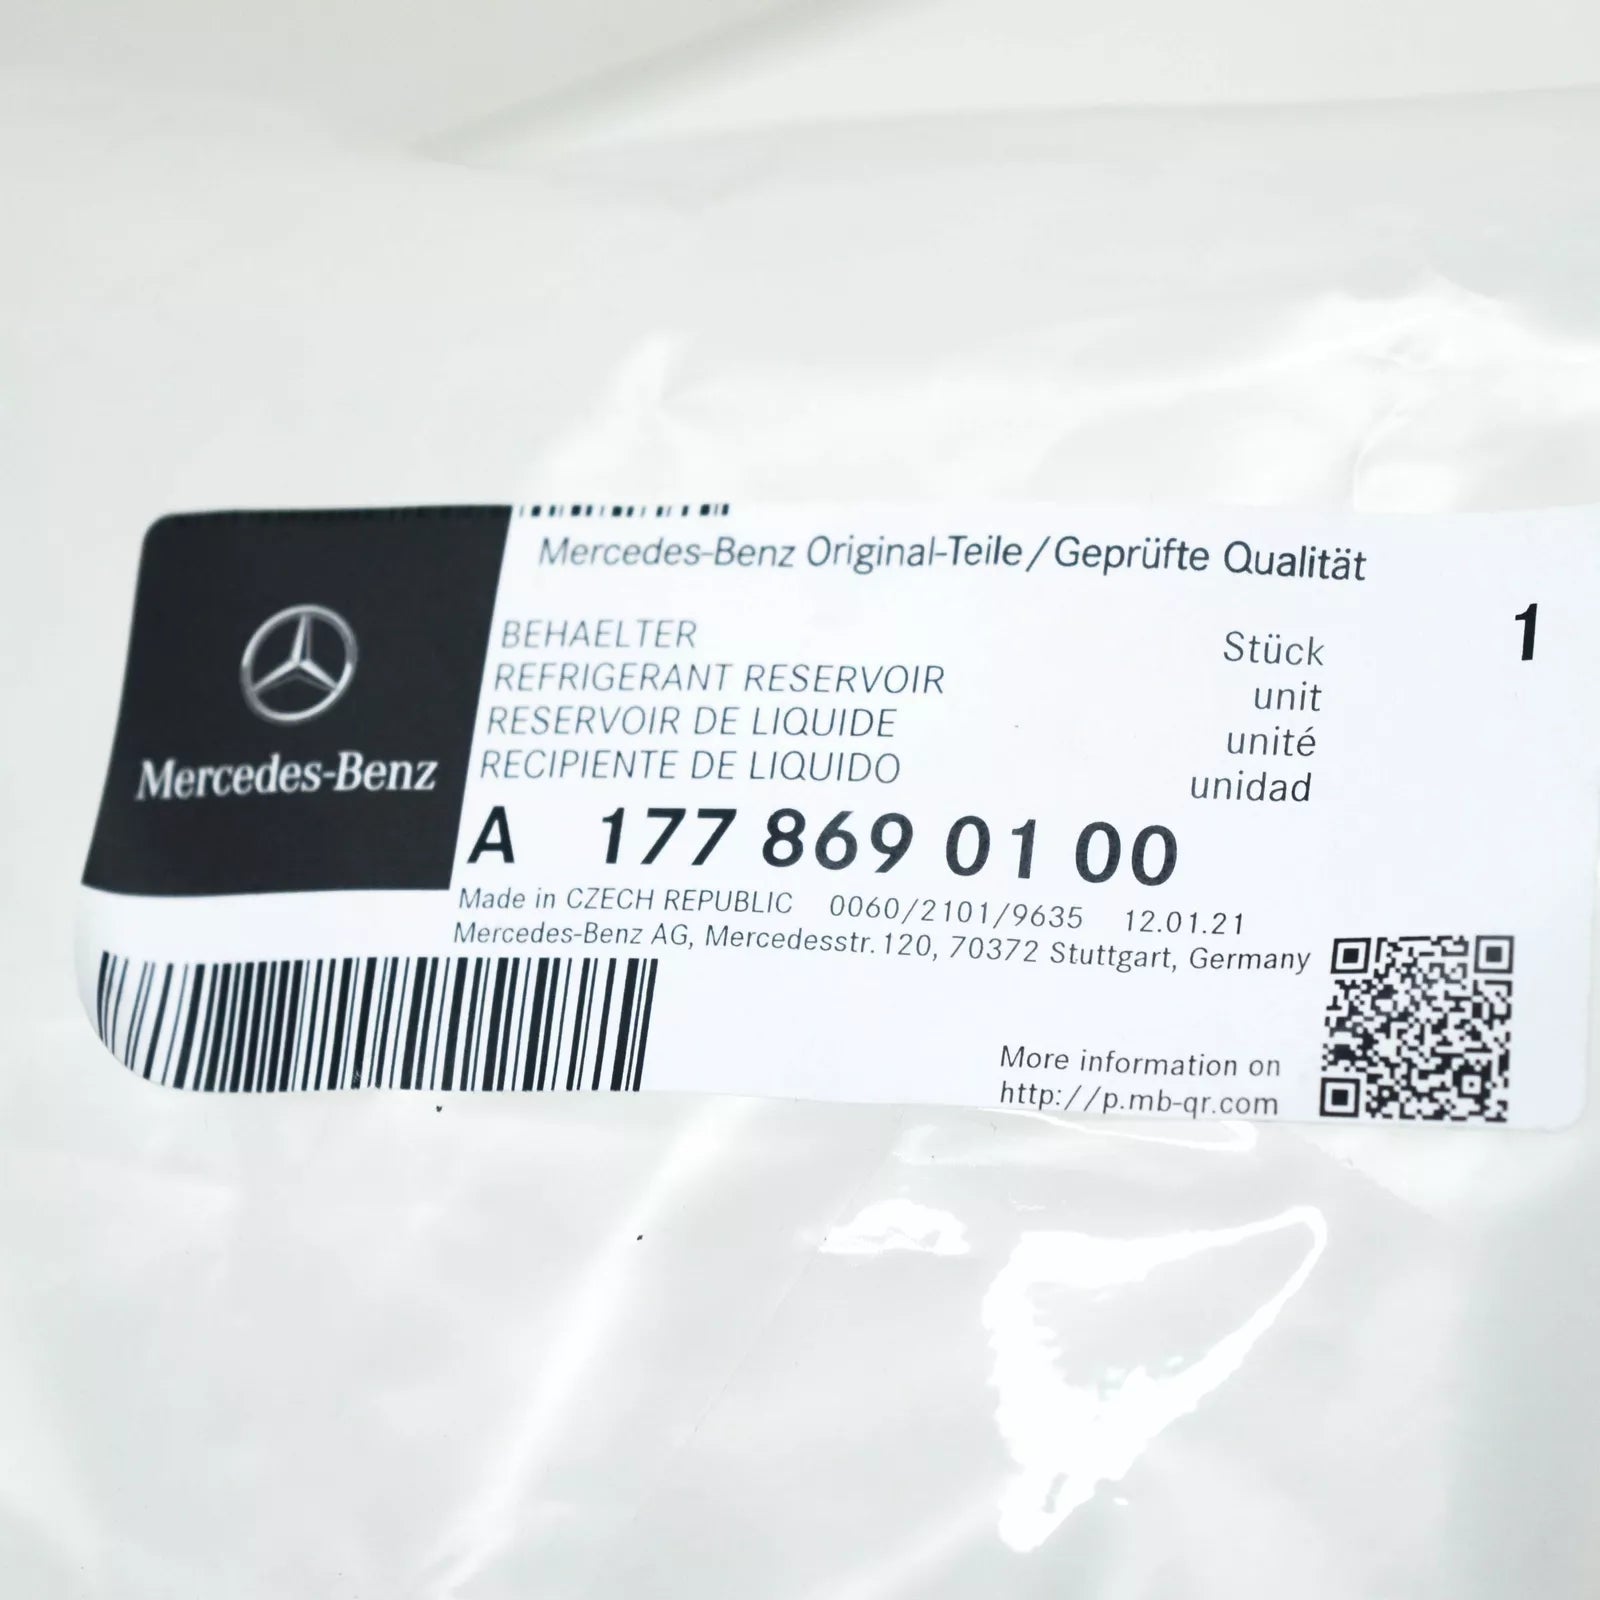 Mercedes-Benz
Mercedes-Benz Original-Teile/Geprüfte Qualität
BEHAELTER
REFRIGERANT RESERVOIR
RESERVOIR DE LIQUIDE
RECIPIENTE DE LIQUIDO
Stück
unit
unité
unidad
1
A 177 869 01 00
Made in CZECH REPUBLIC 0060/2101/9635 12.01.21
Mercedes-Benz AG, Mercedesstr. 120, 70372 Stuttgart, Germany
More information on
http://p.mb-qr.com